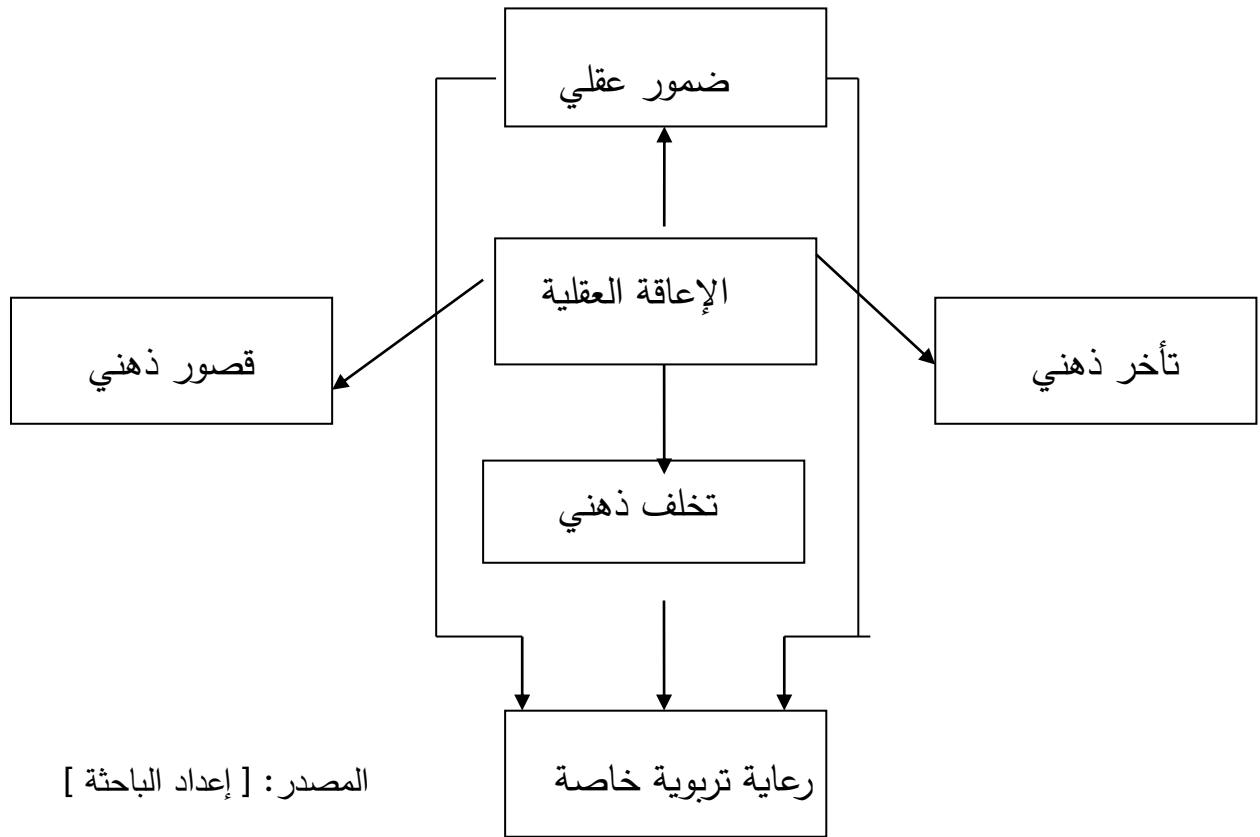 ضمور عقلي
الإعاقة العقلية
تأخر ذهني
قصور ذهني
تخلف ذهني
رعاية تربوية خاصة
المصدر: [ إعداد الباحثة ]